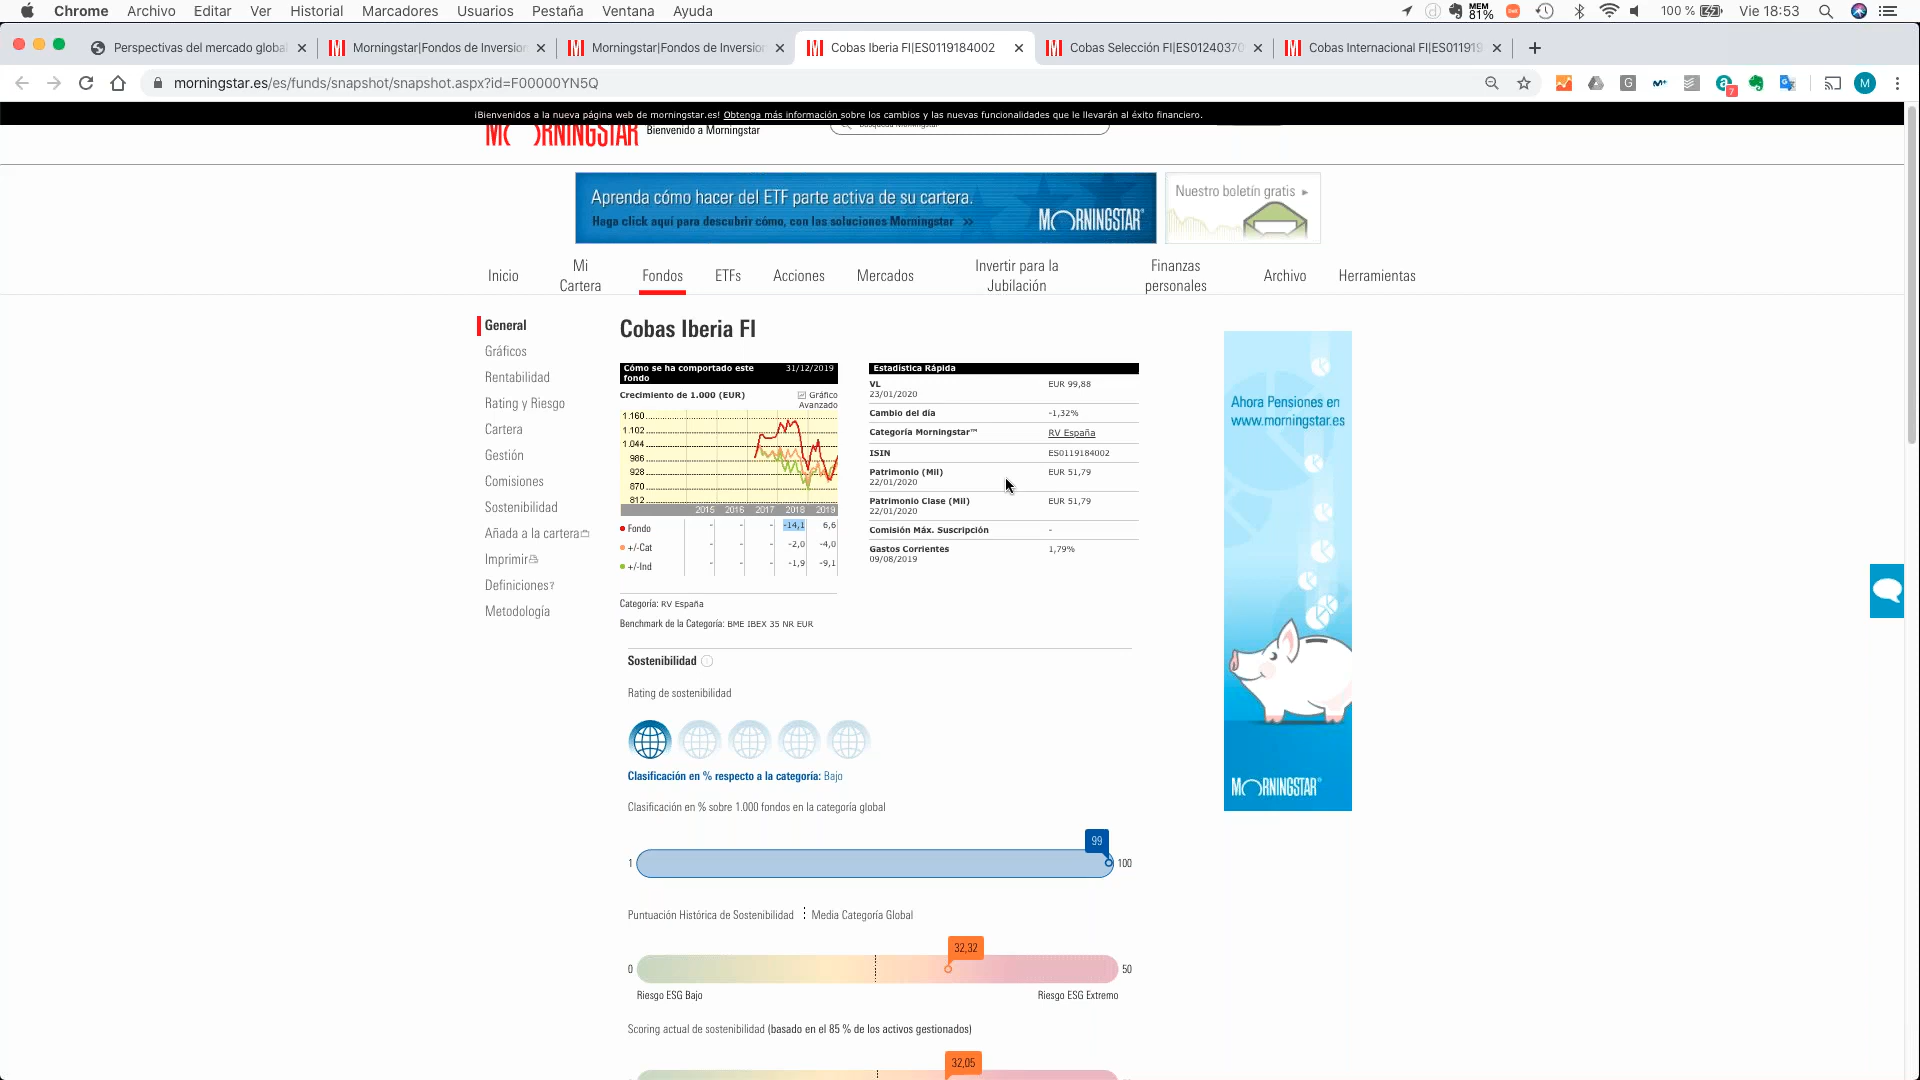 Chrome Archivo Editar Ver Historial Marcadores Usuarios Pestaña Ventana Ayuda MEM 81% 100 % Vie 18:53
Perspectivas del mercado globa Morningstar|Fondos de Inversion Morningstar|Fondos de Inversion Cobas Iberia FI|ES0119184002 Cobas Selección FI|ES01240370 Cobas Internacional FI|ES011919
morningstar.es/es/funds/snapshot/snapshot.aspx?id=F00000YN5Q
G 7 M
¡Bienvenidos a la nueva página web de morningstar.es! Obtenga más información sobre los cambios y las nuevas funcionalidades que le llevarán al éxito financiero.
MORNINGSTAR Bienvenido a Morningstar
Aprenda cómo hacer del ETF parte activa de su cartera.
Haga click aquí para descubrir cómo, con las soluciones Morningstar >>
MORNINGSTAR®
Nuestro boletín gratis ▸
Inicio
Mi Cartera
Fondos
ETFs
Acciones
Mercados
Invertir para la Jubilación
Finanzas personales
Archivo
Herramientas
General
Gráficos
Rentabilidad
Rating y Riesgo
Cartera
Gestión
Comisiones
Sostenibilidad
Añada a la cartera
Imprimir
Definiciones?
Metodología
Cobas Iberia FI
Cómo se ha comportado este fondo 31/12/2019
Crecimiento de 1.000 (EUR) Gráfico Avanzado
1.160
1.102
1.044
986
928
870
812
2015 2016 2017 2018 2019
Fondo - - - -14,1 6,6
+/-Cat - - - -2,0 -4,0
+/-Ind - - - -1,9 -9,1
Categoría: RV España
Benchmark de la Categoría: BME IBEX 35 NR EUR
Estadística Rápida
VL EUR 99,88
23/01/2020
Cambio del día -1,32%
Categoría Morningstar™ RV España
ISIN ES0119184002
Patrimonio (Mil) EUR 51,79
22/01/2020
Patrimonio Clase (Mil) EUR 51,79
22/01/2020
Comisión Máx. Suscripción -
Gastos Corrientes 1,79%
09/08/2019
Sostenibilidad
Rating de sostenibilidad
Clasificación en % respecto a la categoría: Bajo
Clasificación en % sobre 1.000 fondos en la categoría global
99
1 100
Puntuación Histórica de Sostenibilidad Media Categoría Global
32,32
0 50
Riesgo ESG Bajo Riesgo ESG Extremo
Scoring actual de sostenibilidad (basado en el 85 % de los activos gestionados)
32,05
Ahora Pensiones en
www.morningstar.es
MORNINGSTAR®